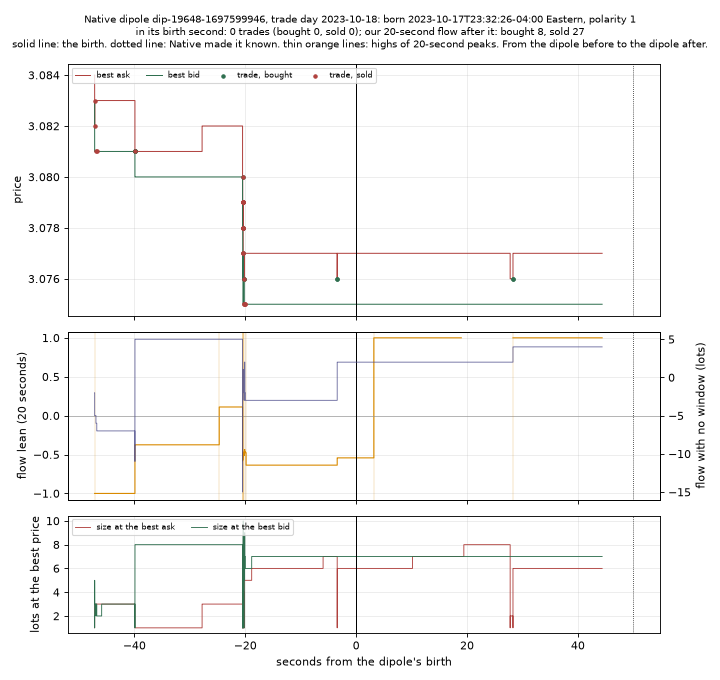 Native dipole dip-19648-1697599946, trade day 2023-10-18: born 2023-10-17T23:32:26-04:00 Eastern, polarity 1
in its birth second: 0 trades (bought 0, sold 0); our 20-second flow after it: bought 8, sold 27
solid line: the birth. dotted line: Native made it known. thin orange lines: highs of 20-second peaks. From the dipole before to the dipole after.
best ask
best bid
trade, bought
trade, sold
3.084
3.082
3.080
3.078
3.076
price
1.0
0.5
0.0
−0.5
−1.0
flow lean (20 seconds)
5
0
−5
−10
−15
flow with no window (lots)
size at the best ask
size at the best bid
10
8
6
4
2
lots at the best price
−40
−20
0
20
40
seconds from the dipole's birth